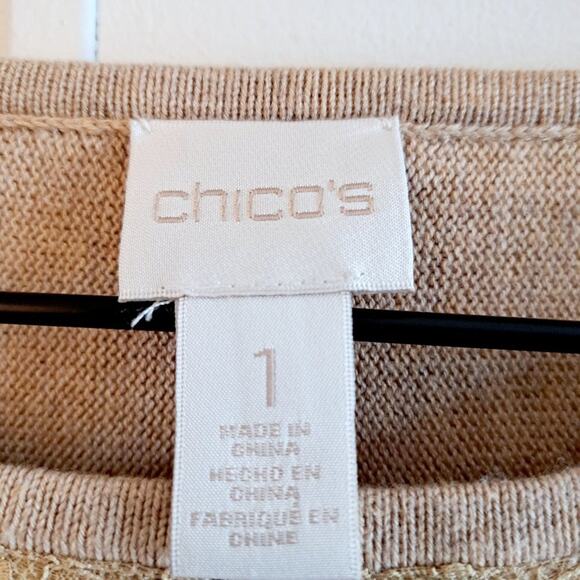 chico's
1
MADE IN
CHINA
HECHO EN
CHINA
FABRIQUÉ EN
CHINE